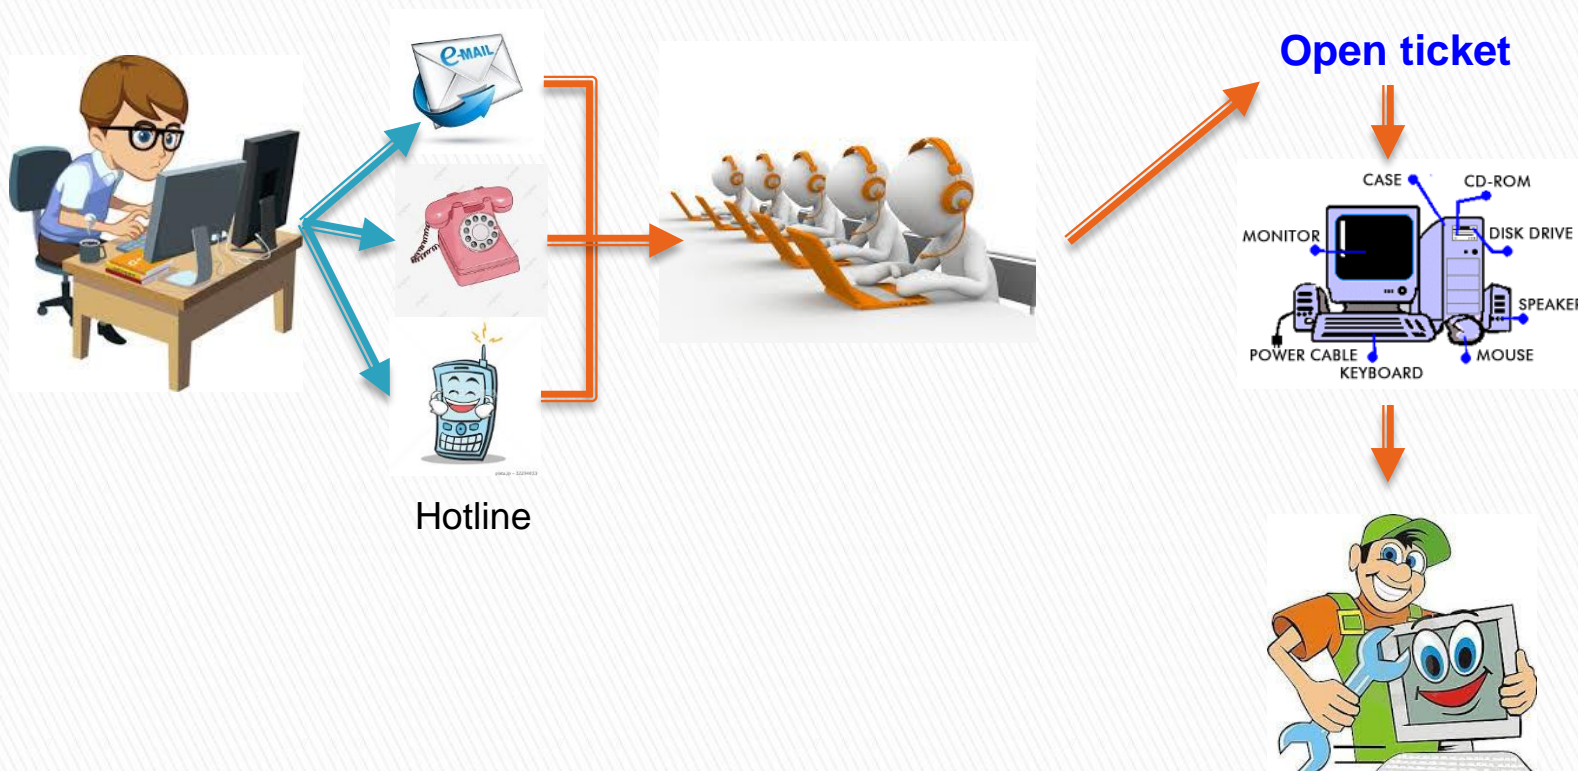 e-MAIL
Open ticket
CASE
CD-ROM
MONITOR
DISK DRIVE
SPEAKER
POWER CABLE
MOUSE
KEYBOARD
Hotline